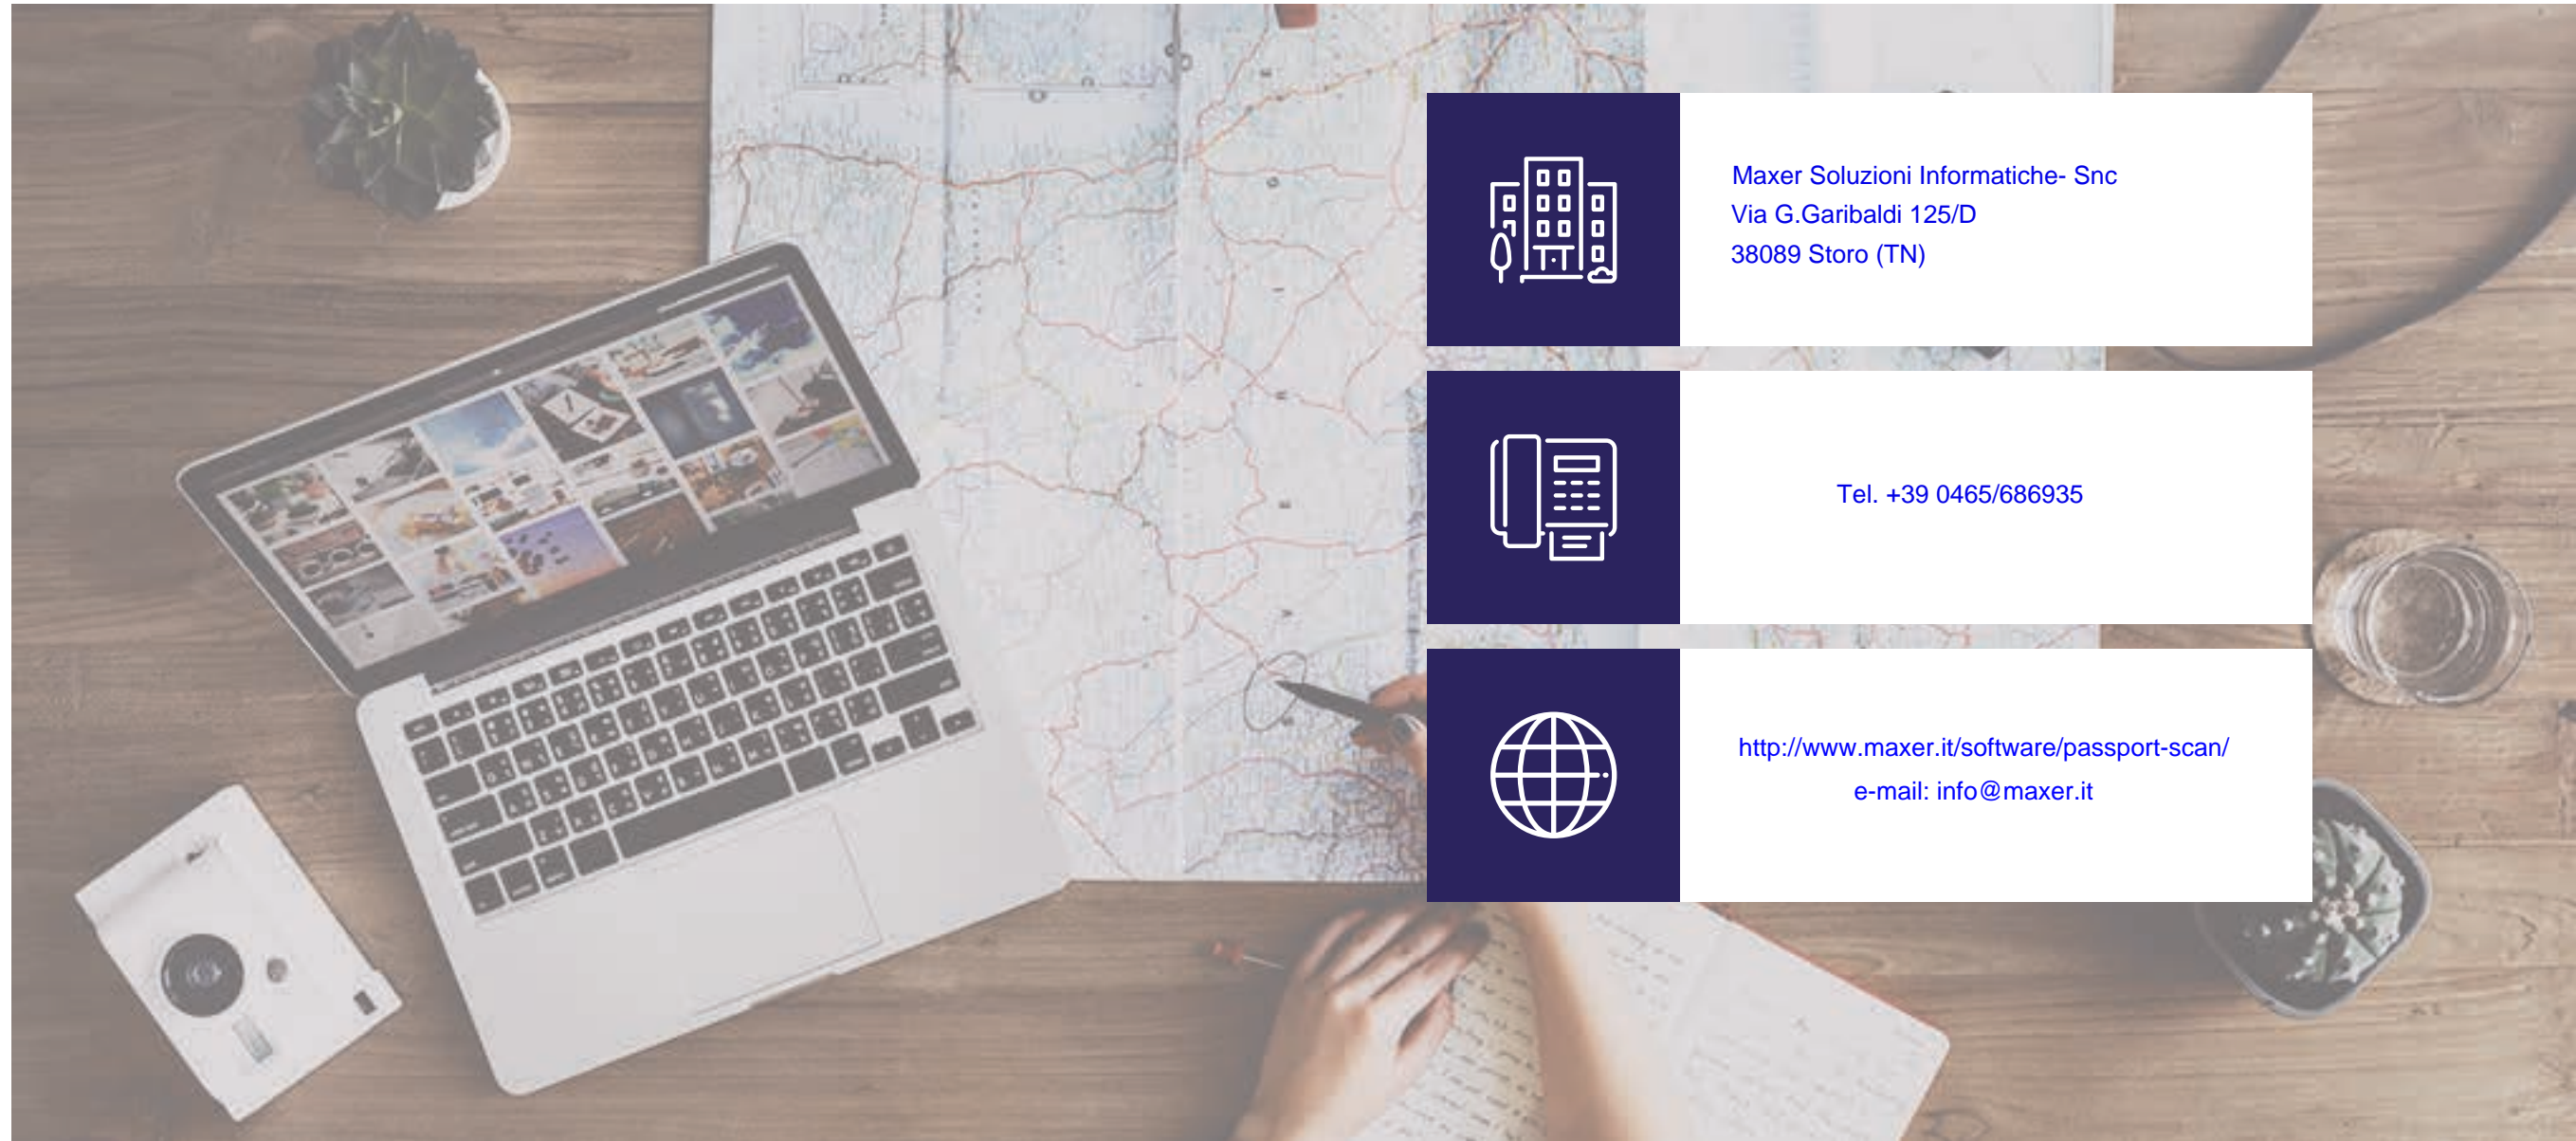 Maxer Soluzioni Informatiche- Snc
Via G.Garibaldi 125/D
38089 Storo (TN)
Tel. +39 0465/686935
http://www.maxer.it/software/passport-scan/
e-mail: info@maxer.it